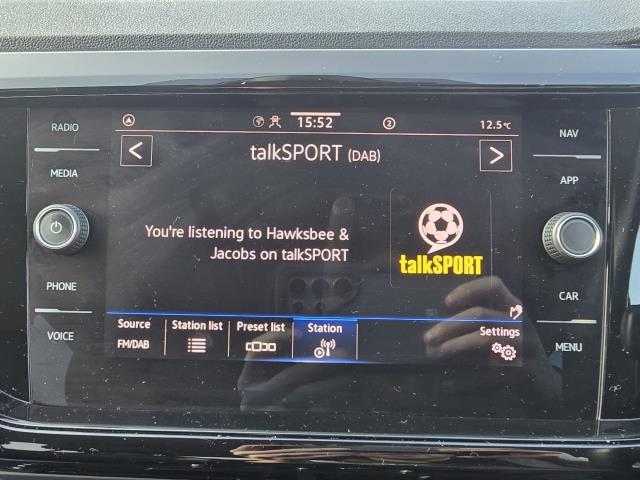 RADIO
MEDIA
PHONE
VOICE
15:52
2
12.5°C
<
talkSPORT (DAB)
>
You're listening to Hawksbee &
Jacobs on talkSPORT
talkSPORT
Source
FM/DAB
Station list
Preset list
Station
Settings
NAV
APP
CAR
MENU